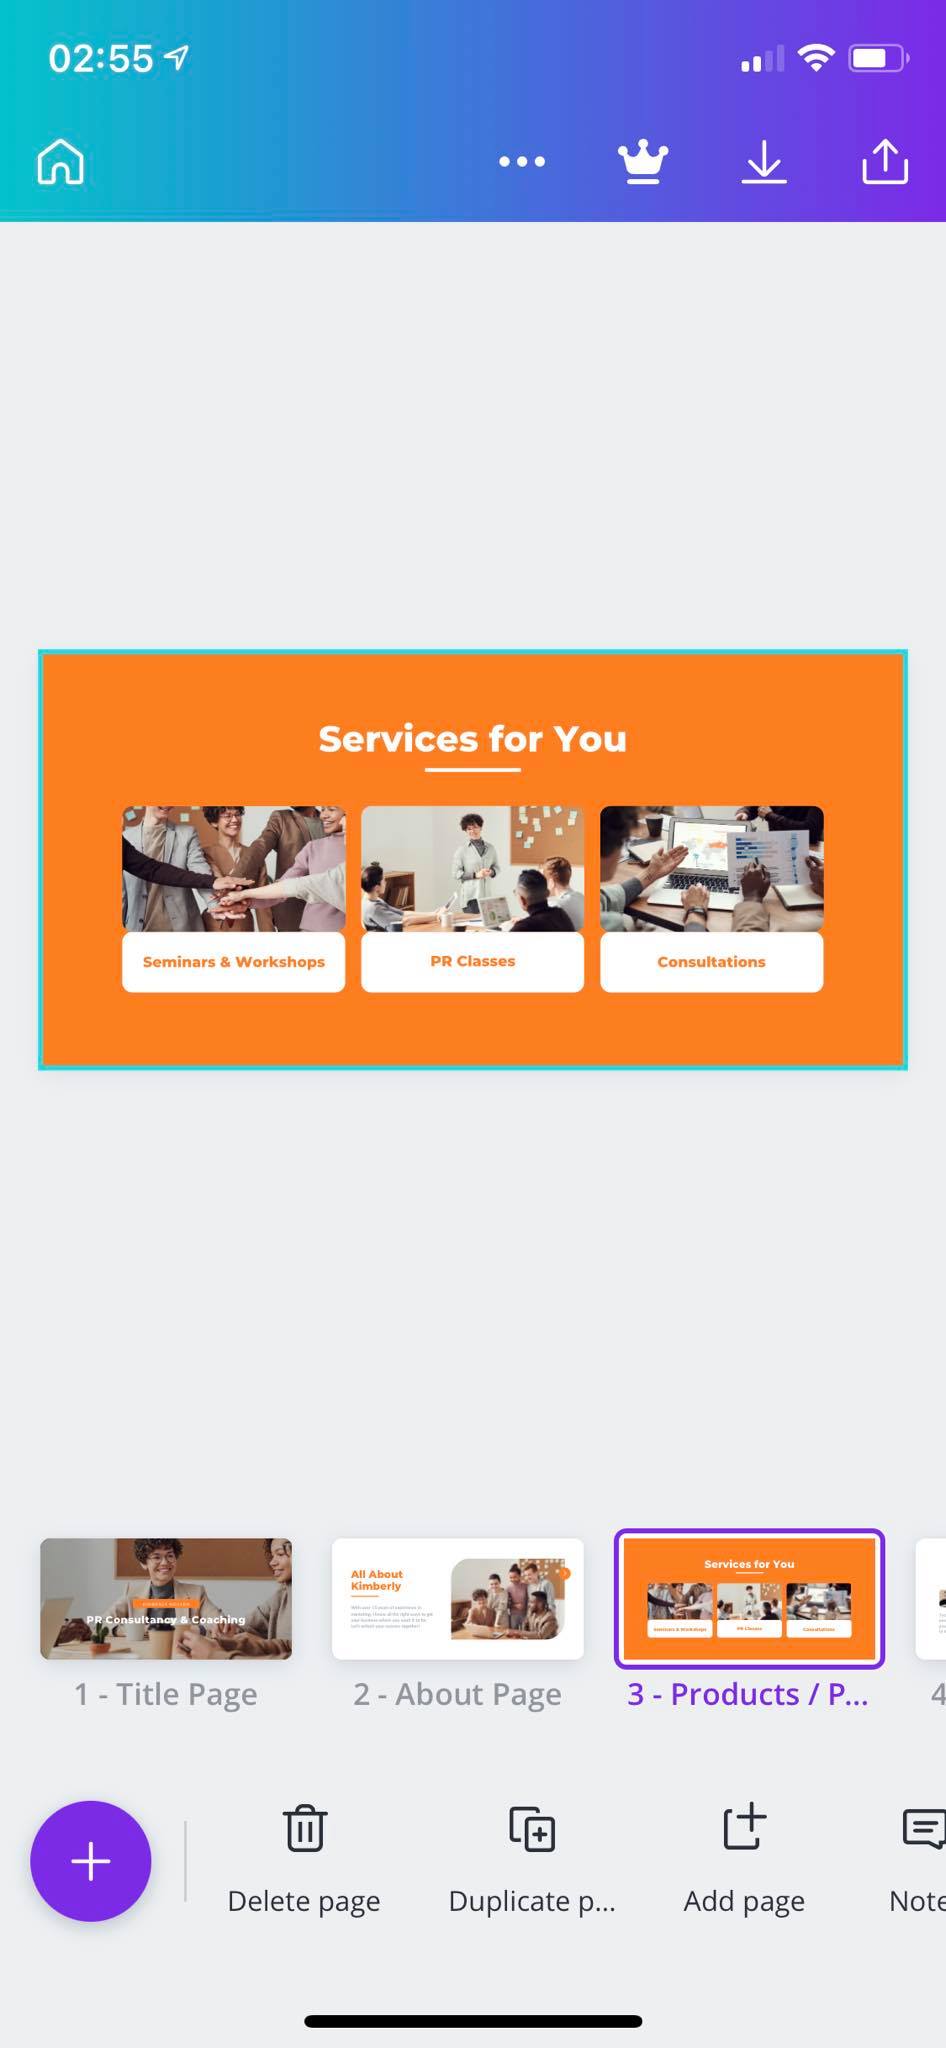 02:55
Services for You
Seminars & Workshops
PR Classes
Consultations
PR Consultancy & Coaching
All About
Kimberly
Services for You
Seminars & Workshops
PR Classes
Consultations
1 - Title Page
2 - About Page
3 - Products / P...
4
Delete page
Duplicate p...
Add page
Note